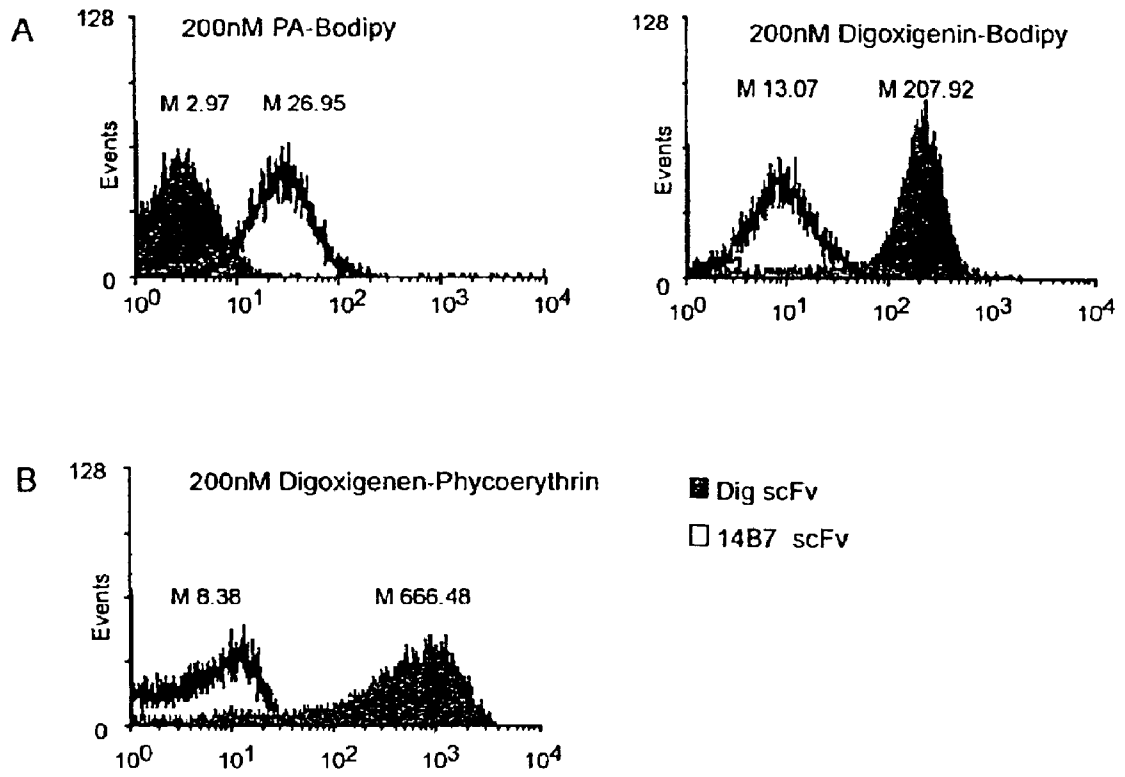 A
128
200nM PA-Bodipy
M 2.97 M 26.95
Events
0
10^0 10^1 10^2 10^3 10^4
128
200nM Digoxigenin-Bodipy
M 13.07 M 207.92
Events
0
10^0 10^1 10^2 10^3 10^4
B
128
200nM Digoxigenen-Phycoerythrin
M 8.38 M 666.48
Events
0
10^0 10^1 10^2 10^3 10^4
Dig scFv
14B7 scFv